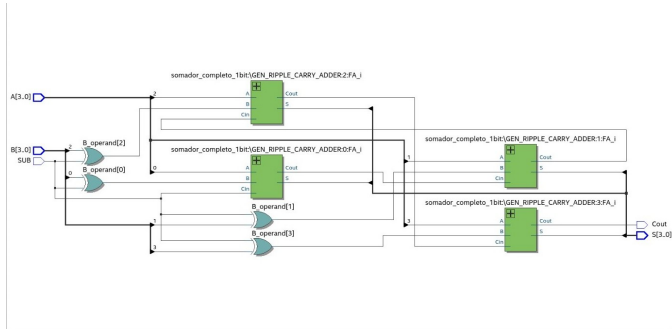 somador_completo_1bit:\GEN_RIPPLE_CARRY_ADDER:2:FA_i
A[3..0]
2
A
Cout
B
S
Cin
B[3..0]
SUB
2
B_operand[2]
0
B_operand[0]
somador_completo_1bit:\GEN_RIPPLE_CARRY_ADDER:0:FA_i
0
A
Cout
B
S
Cin
somador_completo_1bit:\GEN_RIPPLE_CARRY_ADDER:1:FA_i
1
A
Cout
B
S
Cin
B_operand[1]
1
B_operand[3]
3
somador_completo_1bit:\GEN_RIPPLE_CARRY_ADDER:3:FA_i
3
A
Cout
B
S
Cin
Cout
S[3..0]